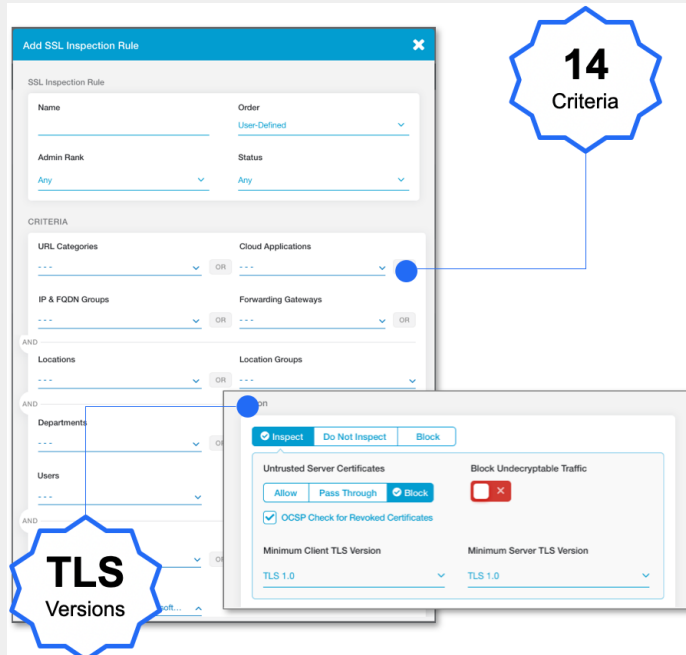 Add SSL Inspection Rule
SSL Inspection Rule
Name
Order
User-Defined
Admin Rank
Status
Any
Any
CRITERIA
URL Categories
Cloud Applications
- - -
OR
- - -
IP & FQDN Groups
Forwarding Gateways
- - -
OR
- - -
OR
AND
Locations
Location Groups
- - -
OR
- - -
AND
Departments
- - -
Users
- - -
AND
14
Criteria
Inspect
Do Not Inspect
Block
Untrusted Server Certificates
Block Undecryptable Traffic
Allow
Pass Through
Block
OCSP Check for Revoked Certificates
Minimum Client TLS Version
Minimum Server TLS Version
TLS 1.0
TLS 1.0
TLS
Versions